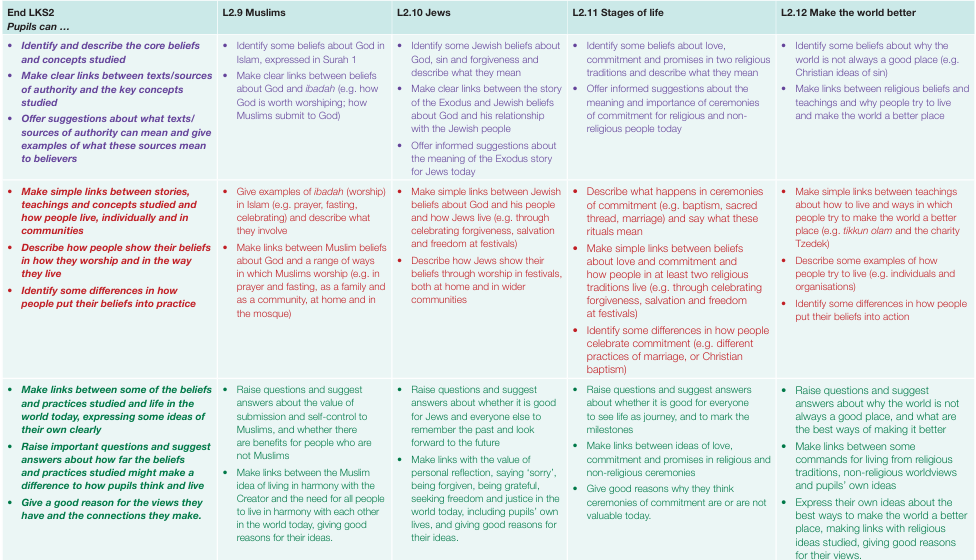 End LKS2
Pupils can …
L2.9 Muslims
L2.10 Jews
L2.11 Stages of life
L2.12 Make the world better
• Identify and describe the core beliefs
and concepts studied
• Make clear links between texts/sources
of authority and the key concepts
studied
• Offer suggestions about what texts/
sources of authority can mean and give
examples of what these sources mean
to believers
• Identify some beliefs about God in
Islam, expressed in Surah 1
• Make clear links between beliefs
about God and ibadah (e.g. how
God is worth worshiping; how
Muslims submit to God)
• Identify some Jewish beliefs about
God, sin and forgiveness and
describe what they mean
• Make clear links between the story
of the Exodus and Jewish beliefs
about God and his relationship
with the Jewish people
• Offer informed suggestions about
the meaning of the Exodus story
for Jews today
• Identify some beliefs about love,
commitment and promises in two religious
traditions and describe what they mean
• Offer informed suggestions about the
meaning and importance of ceremonies
of commitment for religious and non-
religious people today
• Identify some beliefs about why the
world is not always a good place (e.g.
Christian ideas of sin)
• Make links between religious beliefs and
teachings and why people try to live
and make the world a better place
• Make simple links between stories,
teachings and concepts studied and
how people live, individually and in
communities
• Describe how people show their beliefs
in how they worship and in the way
they live
• Identify some differences in how
people put their beliefs into practice
• Give examples of ibadah (worship)
in Islam (e.g. prayer, fasting,
celebrating) and describe what
they involve
• Make links between Muslim beliefs
about God and a range of ways
in which Muslims worship (e.g. in
prayer and fasting, as a family and
as a community, at home and in
the mosque)
• Make simple links between Jewish
beliefs about God and his people
and how Jews live (e.g. through
celebrating forgiveness, salvation
and freedom at festivals)
• Describe how Jews show their
beliefs through worship in festivals,
both at home and in wider
communities
• Describe what happens in ceremonies
of commitment (e.g. baptism, sacred
thread, marriage) and say what these
rituals mean
• Make simple links between beliefs
about love and commitment and
how people in at least two religious
traditions live (e.g. through celebrating
forgiveness, salvation and freedom
at festivals)
• Identify some differences in how people
celebrate commitment (e.g. different
practices of marriage, or Christian
baptism)
• Make simple links between teachings
about how to live and ways in which
people try to make the world a better
place (e.g. tikkun olam and the charity
Tzedek)
• Describe some examples of how
people try to live (e.g. individuals and
organisations)
• Identify some differences in how people
put their beliefs into action
• Make links between some of the beliefs
and practices studied and life in the
world today, expressing some ideas of
their own clearly
• Raise important questions and suggest
answers about how far the beliefs
and practices studied might make a
difference to how pupils think and live
• Give a good reason for the views they
have and the connections they make.
• Raise questions and suggest
answers about the value of
submission and self-control to
Muslims, and whether there
are benefits for people who are
not Muslims
• Make links between the Muslim
idea of living in harmony with the
Creator and the need for all people
to live in harmony with each other
in the world today, giving good
reasons for their ideas.
• Raise questions and suggest
answers about whether it is good
for Jews and everyone else to
remember the past and look
forward to the future
• Make links with the value of
personal reflection, saying ‘sorry’,
being forgiven, being grateful,
seeking freedom and justice in the
world today, including pupils’ own
lives, and giving good reasons for
their ideas.
• Raise questions and suggest answers
about whether it is good for everyone
to see life as journey, and to mark the
milestones
• Make links between ideas of love,
commitment and promises in religious and
non-religious ceremonies
• Give good reasons why they think
ceremonies of commitment are or are not
valuable today.
• Raise questions and suggest
answers about why the world is not
always a good place, and what are
the best ways of making it better
• Make links between some
commands for living from religious
traditions, non-religious worldviews
and pupils’ own ideas
• Express their own ideas about the
best ways to make the world a better
place, making links with religious
ideas studied, giving good reasons
for their views.